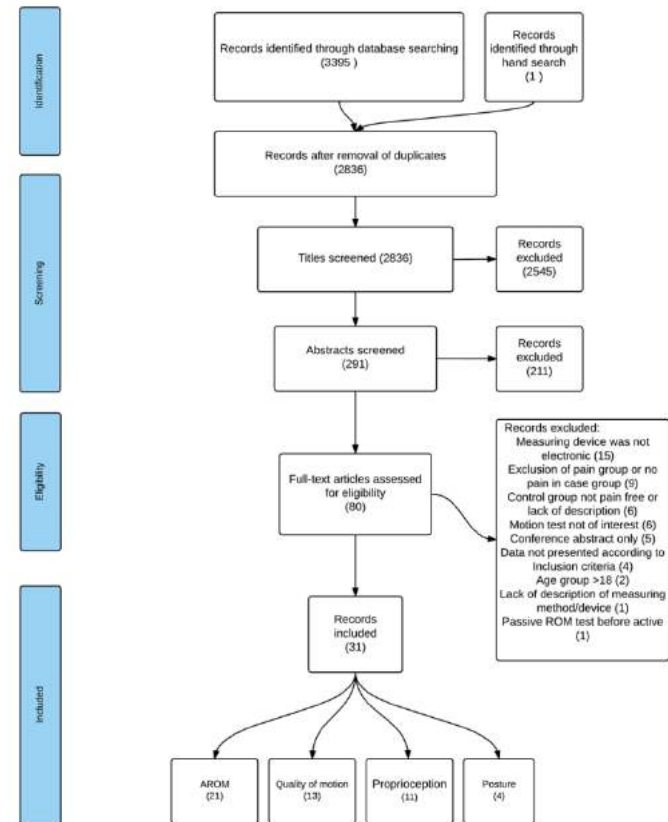 Identification
Records identified through database searching
(3395 )
Records
identified through
hand search
(1 )
Records after removal of duplicates
(2836)
Screening
Titles screened (2836)
Records
excluded
(2545)
Abstracts screened
(291)
Records
excluded
(211)
Eligibility
Full-text articles assessed
for eligibility
(80)
Records excluded:
Measuring device was not
electronic (15)
Exclusion of pain group or no
pain in case group (9)
Control group not pain free or
lack of description (6)
Motion test not of interest (6)
Conference abstract only (5)
Data not presented according to
Inclusion criteria (4)
Age group >18 (2)
Lack of description of measuring
method/device (1)
Passive ROM test before active
(1)
Included
Records
included
(31)
AROM
(21)
Quality of motion
(13)
Proprioception
(11)
Posture
(4)